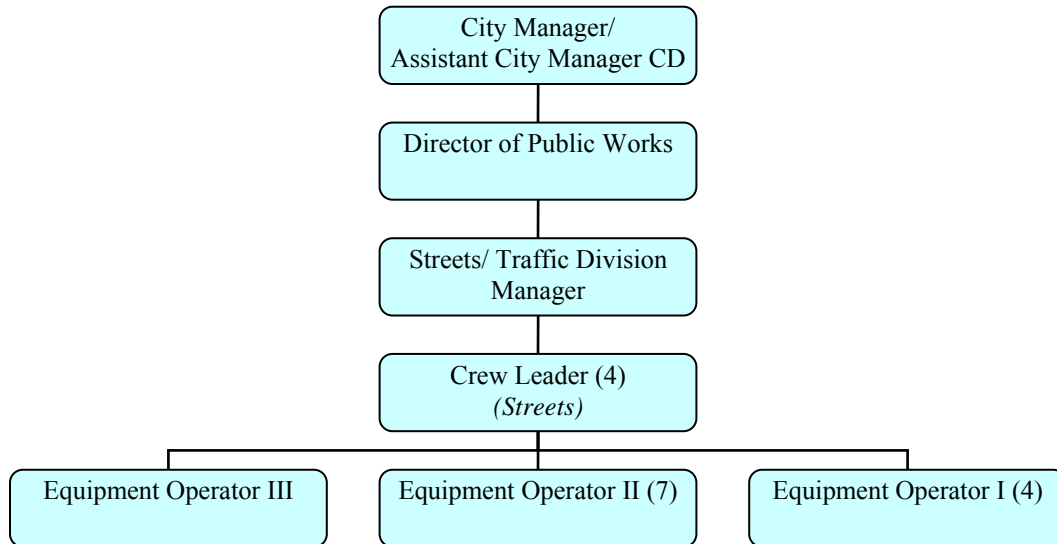 City Manager/
Assistant City Manager CD
Director of Public Works
Streets/ Traffic Division
Manager
Crew Leader (4)
(Streets)
Equipment Operator III
Equipment Operator II (7)
Equipment Operator I (4)